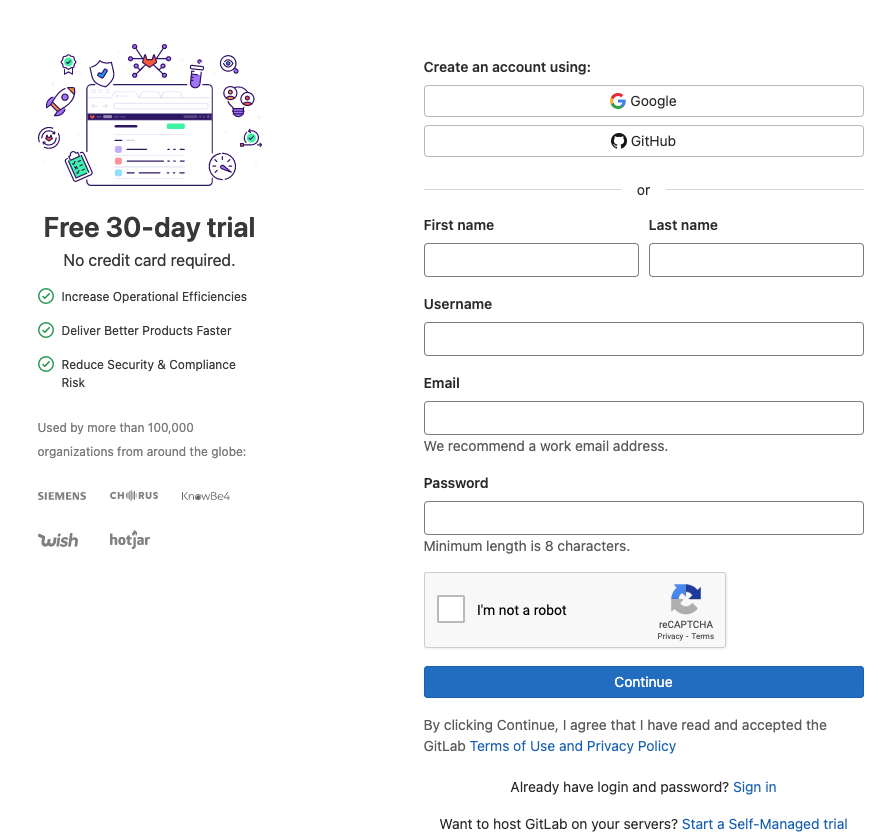 Free 30-day trial
No credit card required.
Increase Operational Efficiencies
Deliver Better Products Faster
Reduce Security & Compliance
Risk
Used by more than 100,000
organizations from around the globe:
SIEMENS CHORUS KnowBe4
wish hotjar
Create an account using:
Google
GitHub
or
First name Last name
Username
Email
We recommend a work email address.
Password
Minimum length is 8 characters.
I'm not a robot
reCAPTCHA
Privacy - Terms
Continue
By clicking Continue, I agree that I have read and accepted the
GitLab Terms of Use and Privacy Policy
Already have login and password? Sign in
Want to host GitLab on your servers? Start a Self-Managed trial